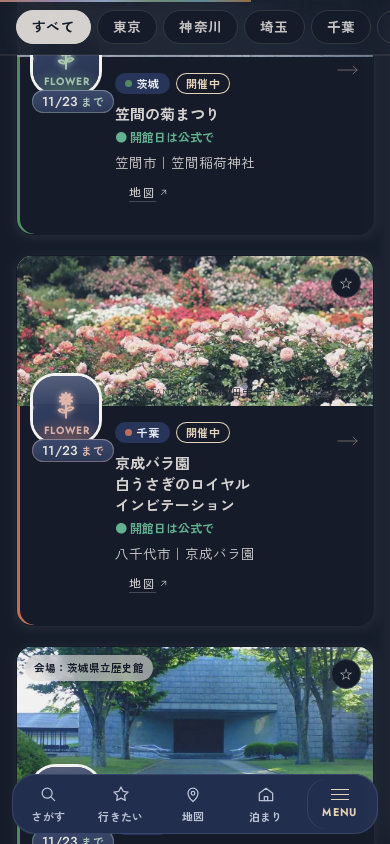 すべて
東京
神奈川
埼玉
千葉
FLOWER
11/23 まで
茨城
開催中
→
笠間の菊まつり
開館日は公式で
笠間市｜笠間稲荷神社
地図 ↗
☆
FLOWER
11/23 まで
千葉
開催中
→
京成バラ園
白うさぎのロイヤル
インビテーション
開館日は公式で
八千代市｜京成バラ園
地図 ↗
会場：茨城県立歴史館
☆
さがす
行きたい
地図
泊まり
MENU
11/23 まで